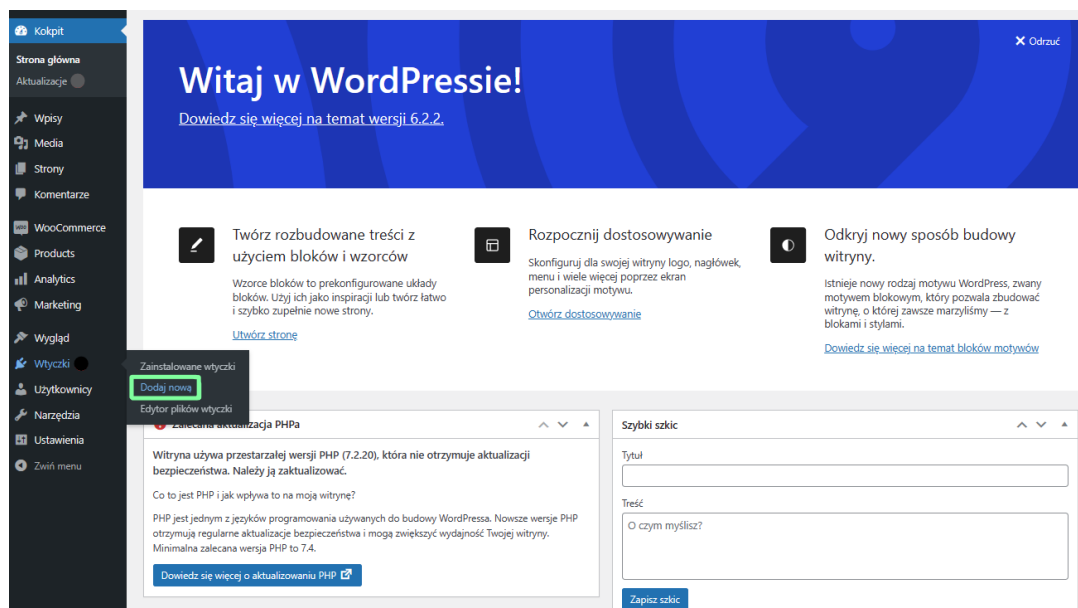 Kokpit
Strona główna
Aktualizacje
Wpisy
Media
Strony
Komentarze
WooCommerce
Products
Analytics
Marketing
Wygląd
Wtyczki
Użytkownicy
Narzędzia
Ustawienia
Zwiń menu
Zainstalowane wtyczki
Dodaj nową
Edytor plików wtyczki
Odrzuć
Witaj w WordPressie!
Dowiedz się więcej na temat wersji 6.2.2.
Twórz rozbudowane treści z
użyciem bloków i wzorców
Wzorce bloków to prekonfigurowane układy
bloków. Użyj ich jako inspiracji lub twórz łatwo
i szybko zupełnie nowe strony.
Utwórz stronę
Rozpocznij dostosowywanie
Skonfiguruj dla swojej witryny logo, nagłówek,
menu i wiele więcej poprzez ekran
personalizacji motywu.
Otwórz dostosowywanie
Odkryj nowy sposób budowy
witryny.
Istnieje nowy rodzaj motywu WordPress, zwany
motywem blokowym, który pozwala zbudować
witrynę, o której zawsze marzyliśmy — z
blokami i stylami.
Dowiedz się więcej na temat bloków motywów
Zalecana aktualizacja PHPa
Witryna używa przestarzałej wersji PHP (7.2.20), która nie otrzymuje aktualizacji
bezpieczeństwa. Należy ją zaktualizować.
Co to jest PHP i jak wpływa to na moją witrynę?
PHP jest jednym z języków programowania używanych do budowy WordPressa. Nowsze wersje PHP
otrzymują regularne aktualizacje bezpieczeństwa i mogą zwiększyć wydajność Twojej witryny.
Minimalna zalecana wersja PHP to 7.4.
Dowiedz się więcej o aktualizowaniu PHP
Szybki szkic
Tytuł
Treść
O czym myślisz?
Zapisz szkic